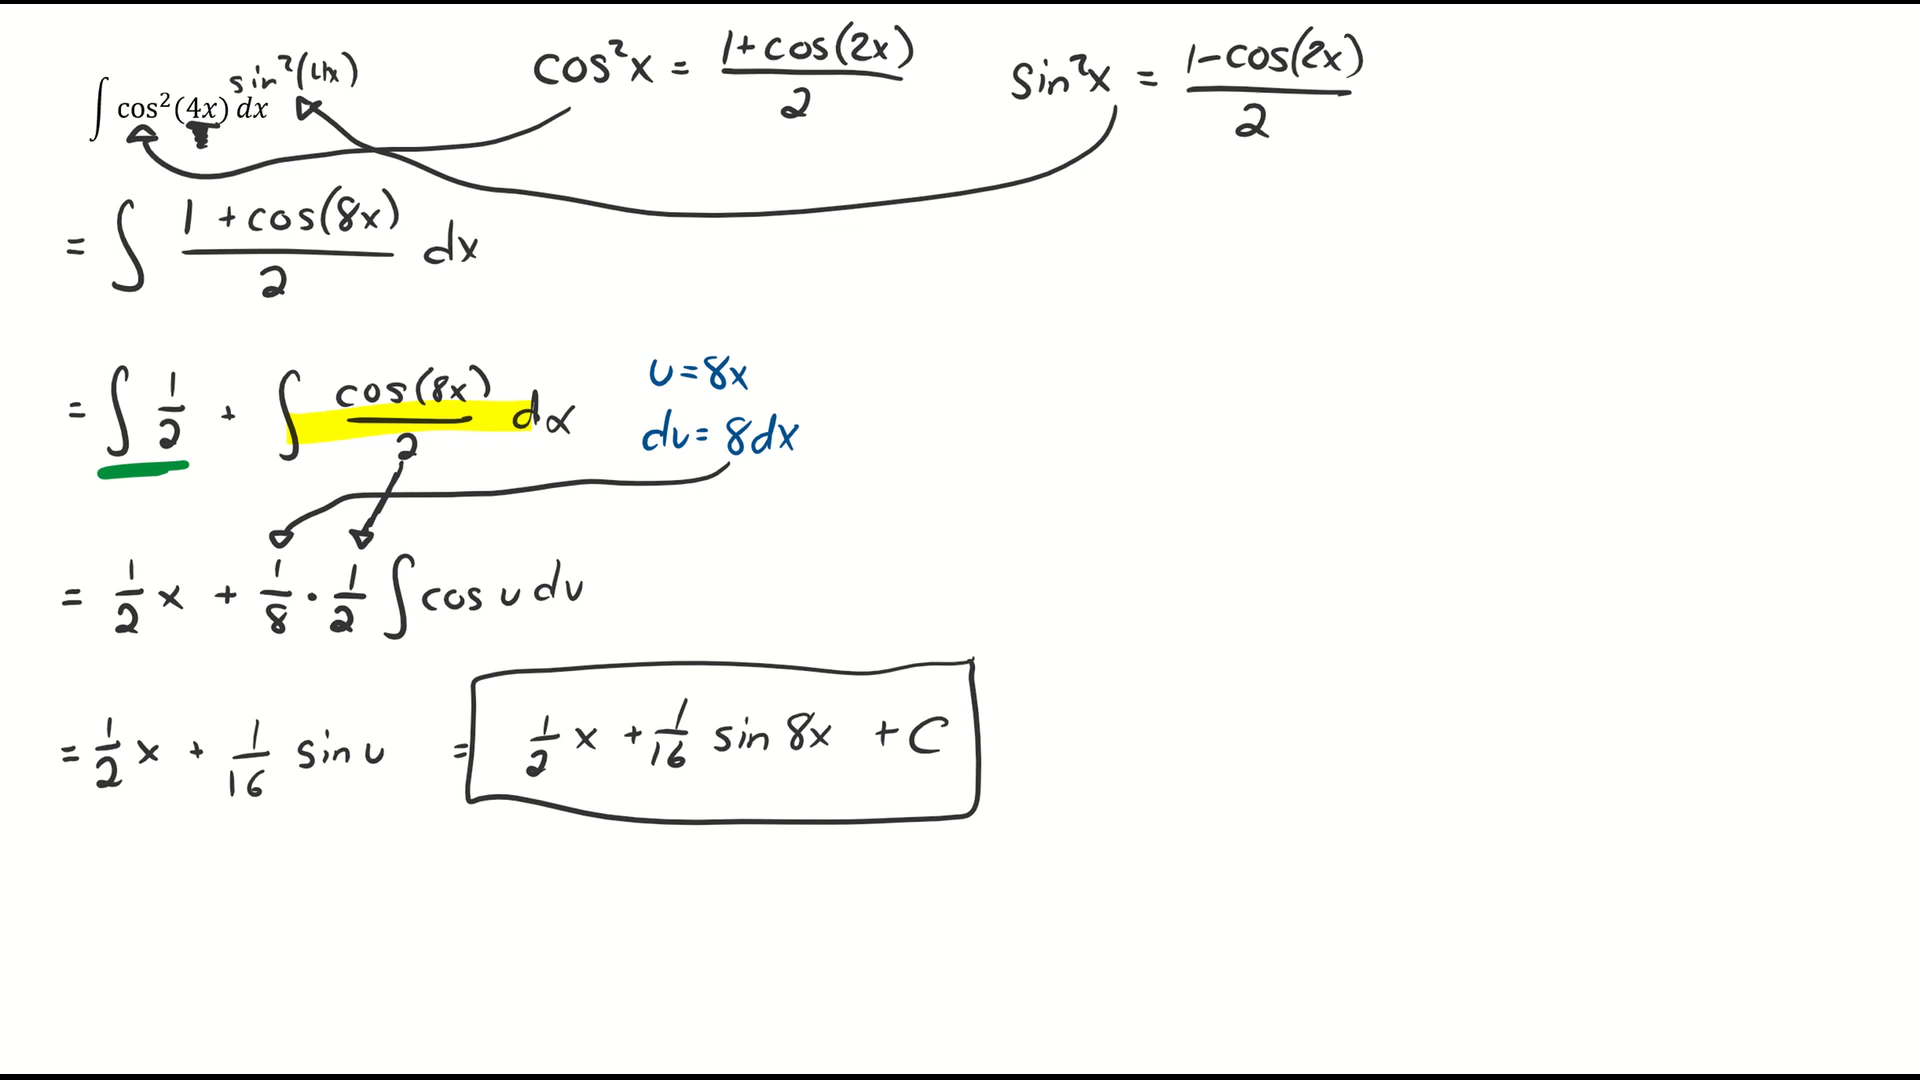 ∫ cos²(4x) dx sin²(4x) cos²x = (1+cos(2x))/2 sin²x = (1-cos(2x))/2
= ∫ (1+cos(8x))/2 dx
= ∫ 1/2 + ∫ cos(8x)/2 dx u=8x
du=8dx
= 1/2 x + 1/8 · 1/2 ∫ cos u du
= 1/2 x + 1/16 sin u = 1/2 x + 1/16 sin 8x + C